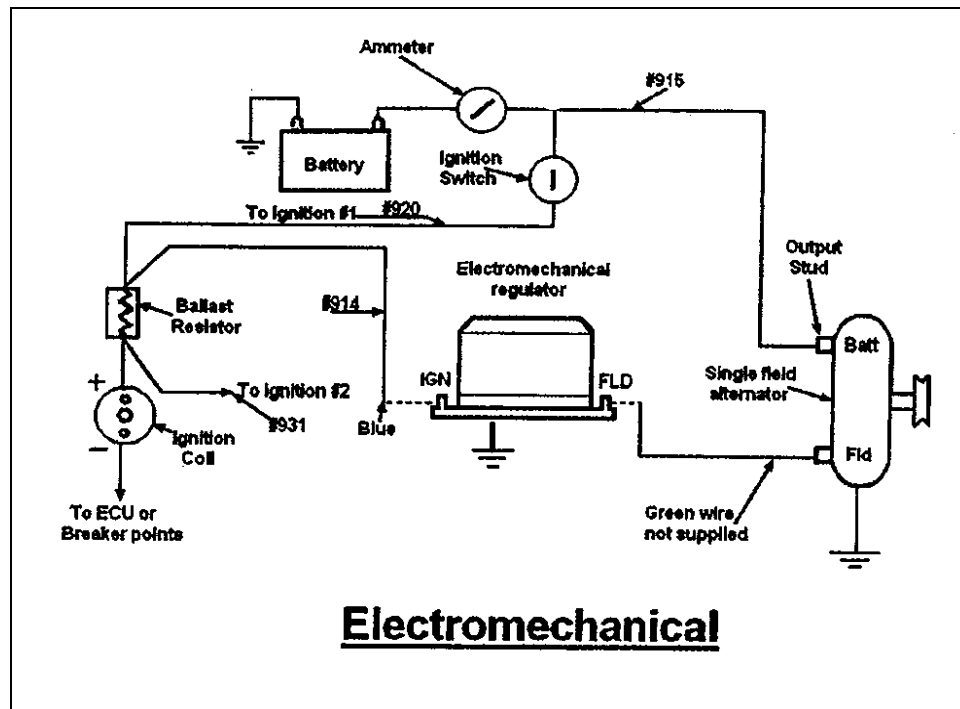 Ammeter
#915
Battery
Ignition
Switch
To Ignition #1
#920
Output
Stud
Electromechanical
regulator
Ballast
Resistor
#914
Batt
IGN
FLD
Single field
alternator
+
To Ignition #2
#931
Blue
Ignition
Coil
−
Fld
To ECU or
Breaker points
Green wire
not supplied
Electromechanical